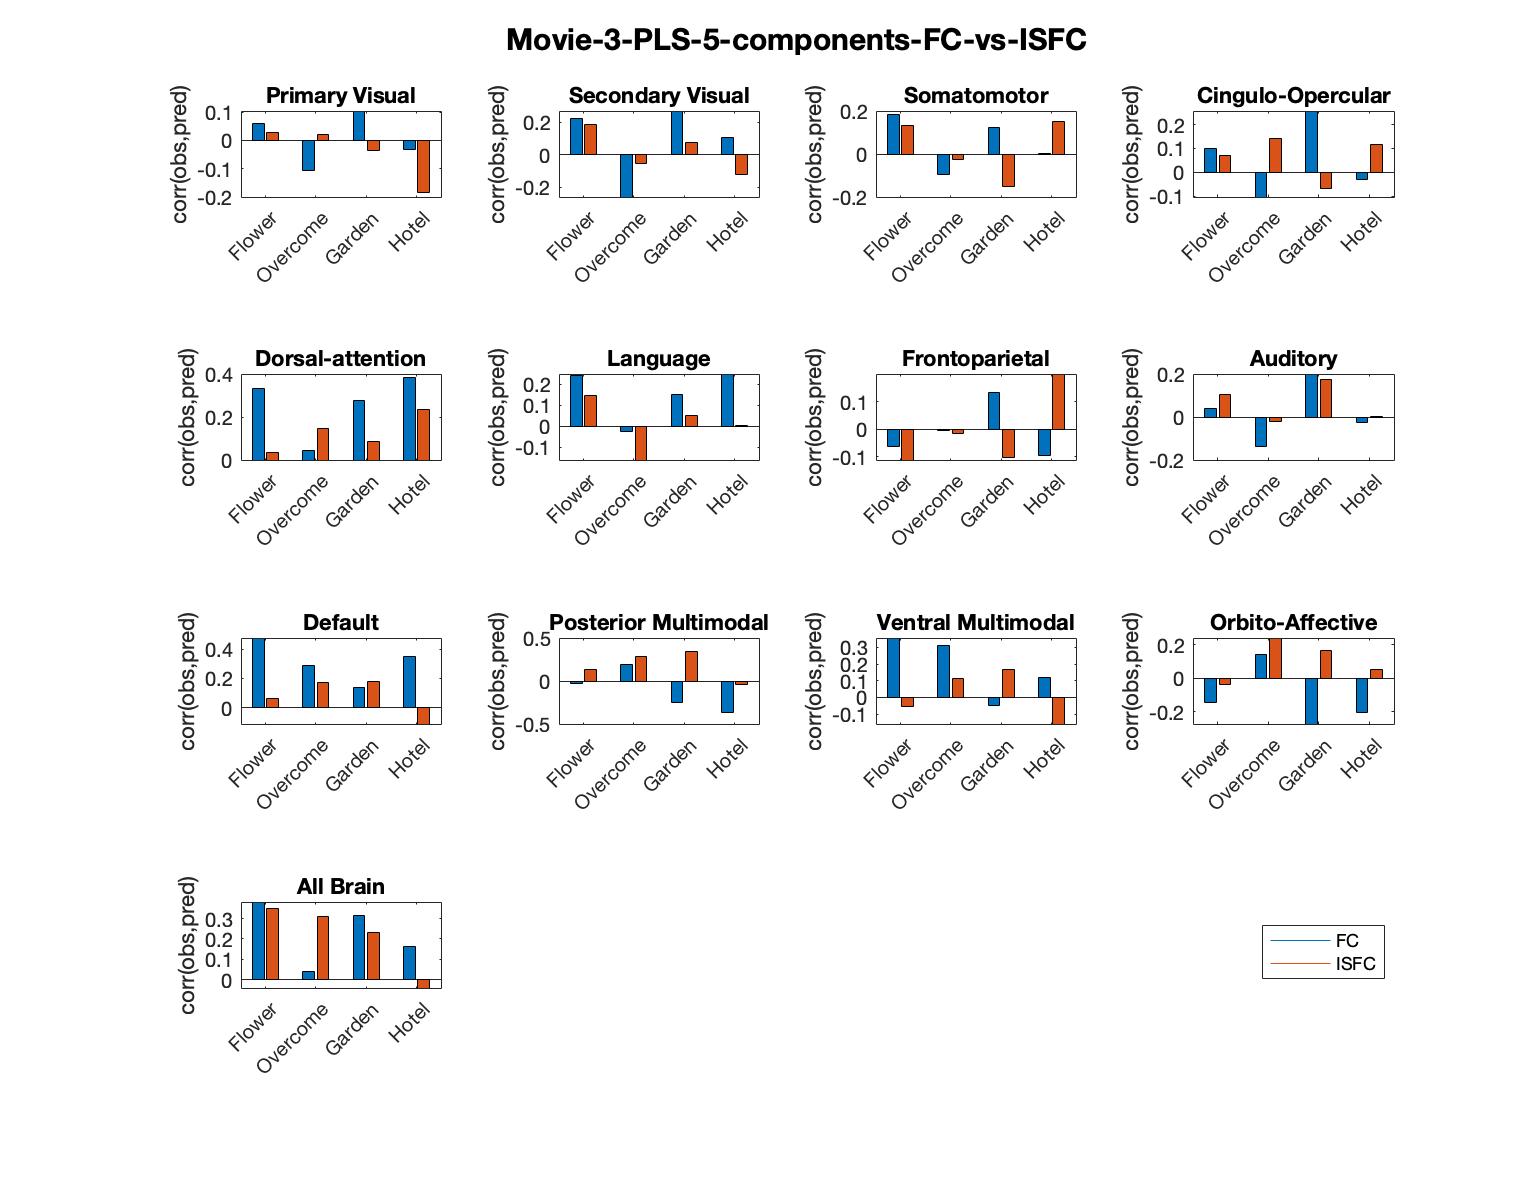 Movie-3-PLS-5-components-FC-vs-ISFC
Primary Visual
corr(obs,pred)
0.1
0
-0.1
-0.2
Flower
Overcome
Garden
Hotel
Secondary Visual
corr(obs,pred)
0.2
0
-0.2
Flower
Overcome
Garden
Hotel
Somatomotor
corr(obs,pred)
0.2
0
-0.2
Flower
Overcome
Garden
Hotel
Cingulo-Opercular
corr(obs,pred)
0.2
0.1
0
-0.1
Flower
Overcome
Garden
Hotel
Dorsal-attention
corr(obs,pred)
0.4
0.2
0
Flower
Overcome
Garden
Hotel
Language
corr(obs,pred)
0.2
0.1
0
-0.1
Flower
Overcome
Garden
Hotel
Frontoparietal
corr(obs,pred)
0.1
0
-0.1
Flower
Overcome
Garden
Hotel
Auditory
corr(obs,pred)
0.2
0
-0.2
Flower
Overcome
Garden
Hotel
Default
corr(obs,pred)
0.4
0.2
0
Flower
Overcome
Garden
Hotel
Posterior Multimodal
corr(obs,pred)
0.5
0
-0.5
Flower
Overcome
Garden
Hotel
Ventral Multimodal
corr(obs,pred)
0.3
0.2
0.1
0
-0.1
Flower
Overcome
Garden
Hotel
Orbito-Affective
corr(obs,pred)
0.2
0
-0.2
Flower
Overcome
Garden
Hotel
All Brain
corr(obs,pred)
0.3
0.2
0.1
0
Flower
Overcome
Garden
Hotel
FC
ISFC